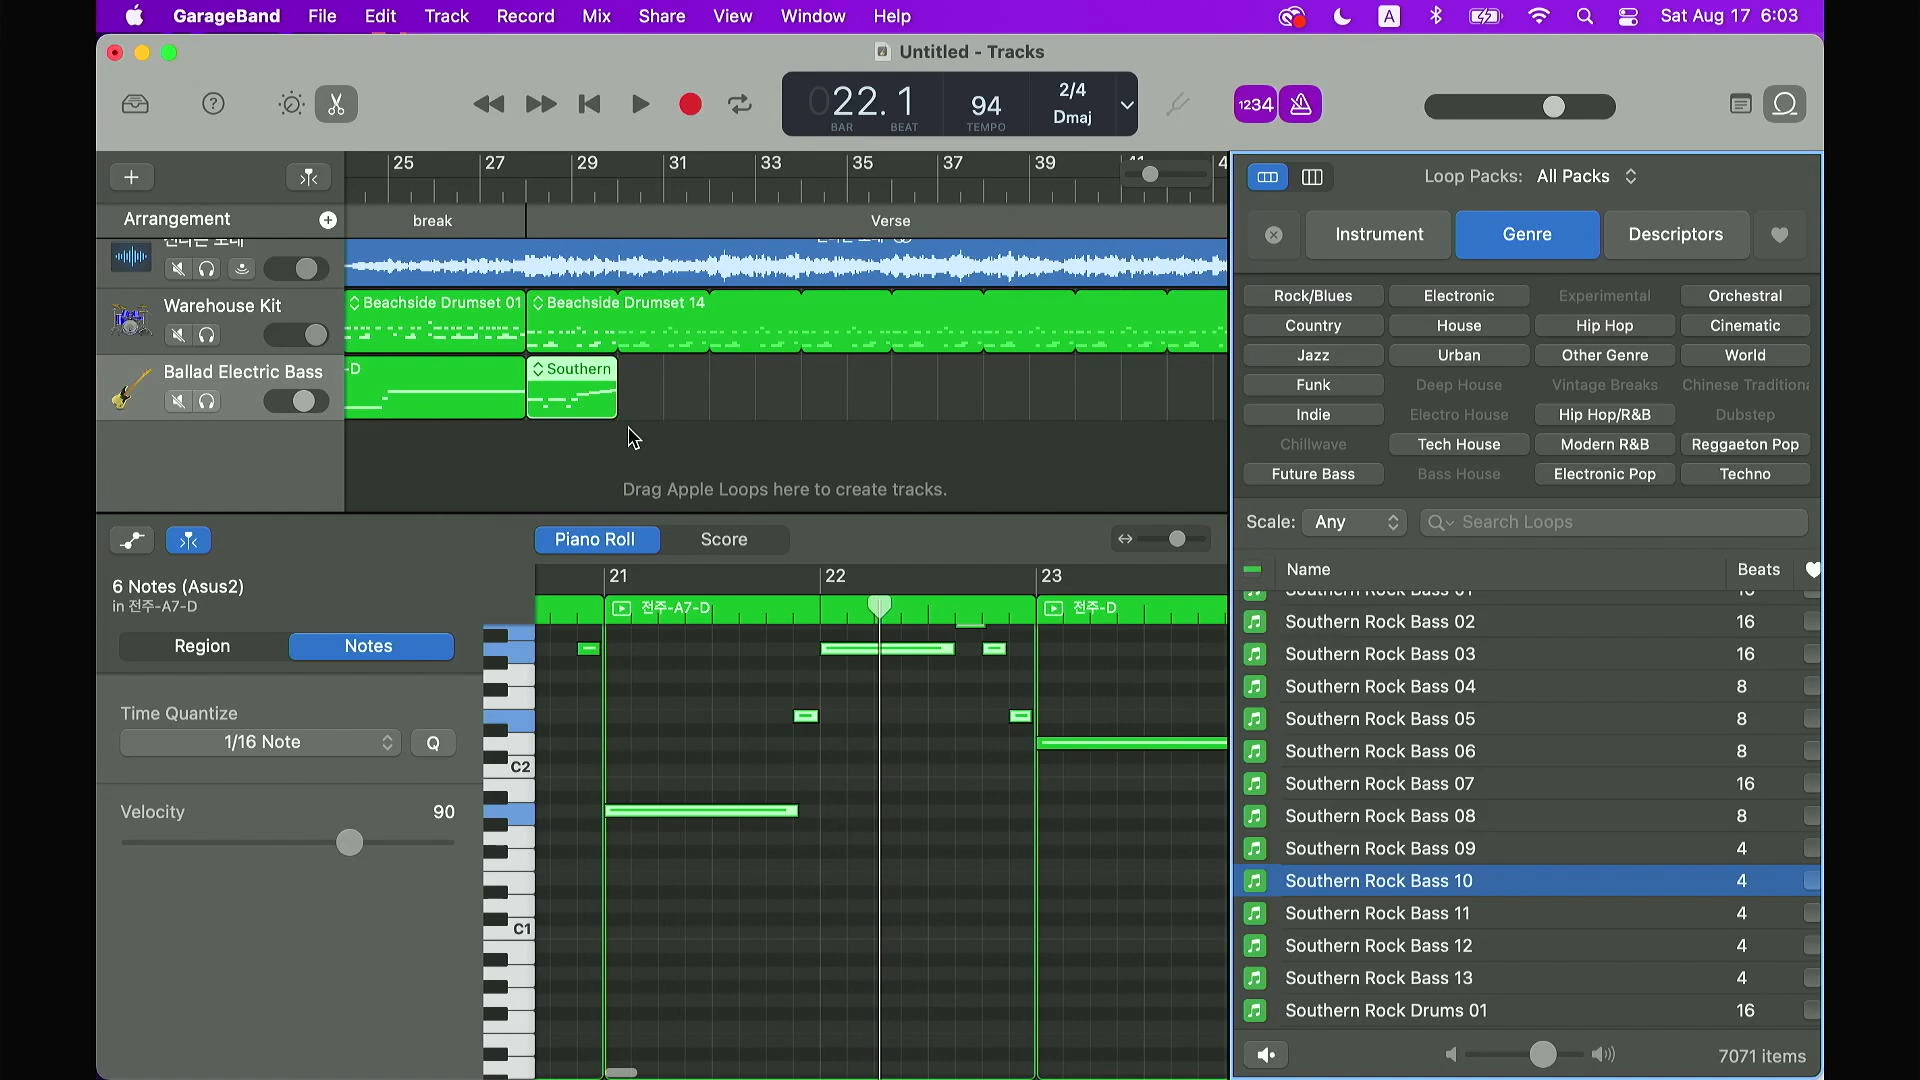 GarageBand File Edit Track Record Mix Share View Window Help
A Sat Aug 17 6:03
Untitled - Tracks
022. 1
BAR BEAT
94
TEMPO
2/4
Dmaj
1234
25 27 29 31 33 35 37 39 41 4
Arrangement
break
Verse
Warehouse Kit
Beachside Drumset 01
Beachside Drumset 14
Ballad Electric Bass
-D
Southern
Drag Apple Loops here to create tracks.
Piano Roll
Score
6 Notes (Asus2)
in 전주-A7-D
Region
Notes
Time Quantize
1/16 Note
Q
Velocity 90
21 22 23
전주-A7-D
전주-D
C2
C1
Loop Packs: All Packs
Instrument Genre Descriptors
Rock/Blues Electronic Experimental Orchestral
Country House Hip Hop Cinematic
Jazz Urban Other Genre World
Funk Deep House Vintage Breaks Chinese Traditiona
Indie Electro House Hip Hop/R&B Dubstep
Chillwave Tech House Modern R&B Reggaeton Pop
Future Bass Bass House Electronic Pop Techno
Scale: Any Search Loops
Name Beats
Southern Rock Bass 01 16
Southern Rock Bass 02 16
Southern Rock Bass 03 16
Southern Rock Bass 04 8
Southern Rock Bass 05 8
Southern Rock Bass 06 8
Southern Rock Bass 07 16
Southern Rock Bass 08 8
Southern Rock Bass 09 4
Southern Rock Bass 10 4
Southern Rock Bass 11 4
Southern Rock Bass 12 4
Southern Rock Bass 13 4
Southern Rock Drums 01 16
7071 items